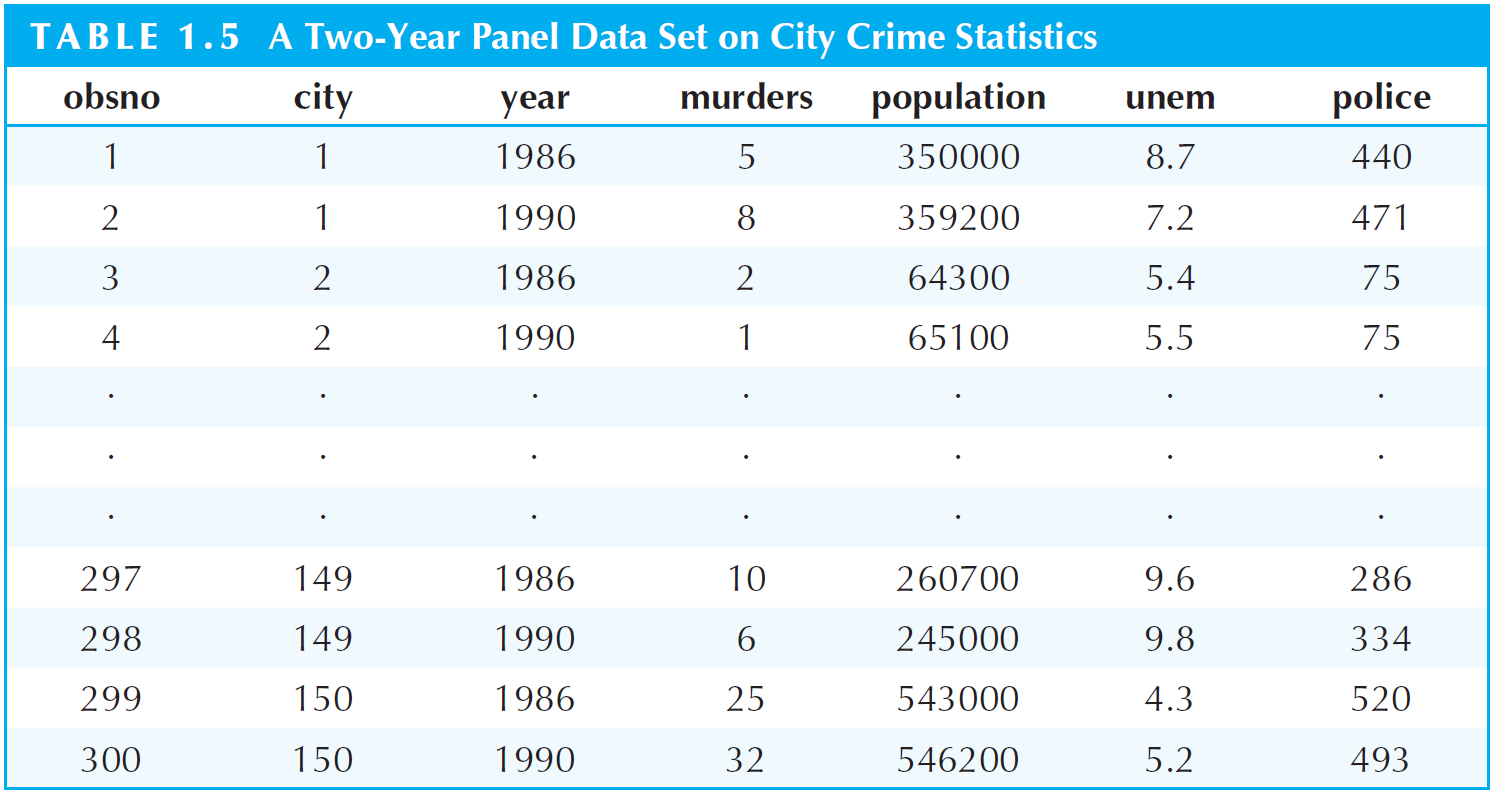 TABLE 1.5 A Two-Year Panel Data Set on City Crime Statistics
obsno city year murders population unem police
1 1 1986 5 350000 8.7 440
2 1 1990 8 359200 7.2 471
3 2 1986 2 64300 5.4 75
4 2 1990 1 65100 5.5 75
. . . . . . .
. . . . . . .
. . . . . . .
297 149 1986 10 260700 9.6 286
298 149 1990 6 245000 9.8 334
299 150 1986 25 543000 4.3 520
300 150 1990 32 546200 5.2 493